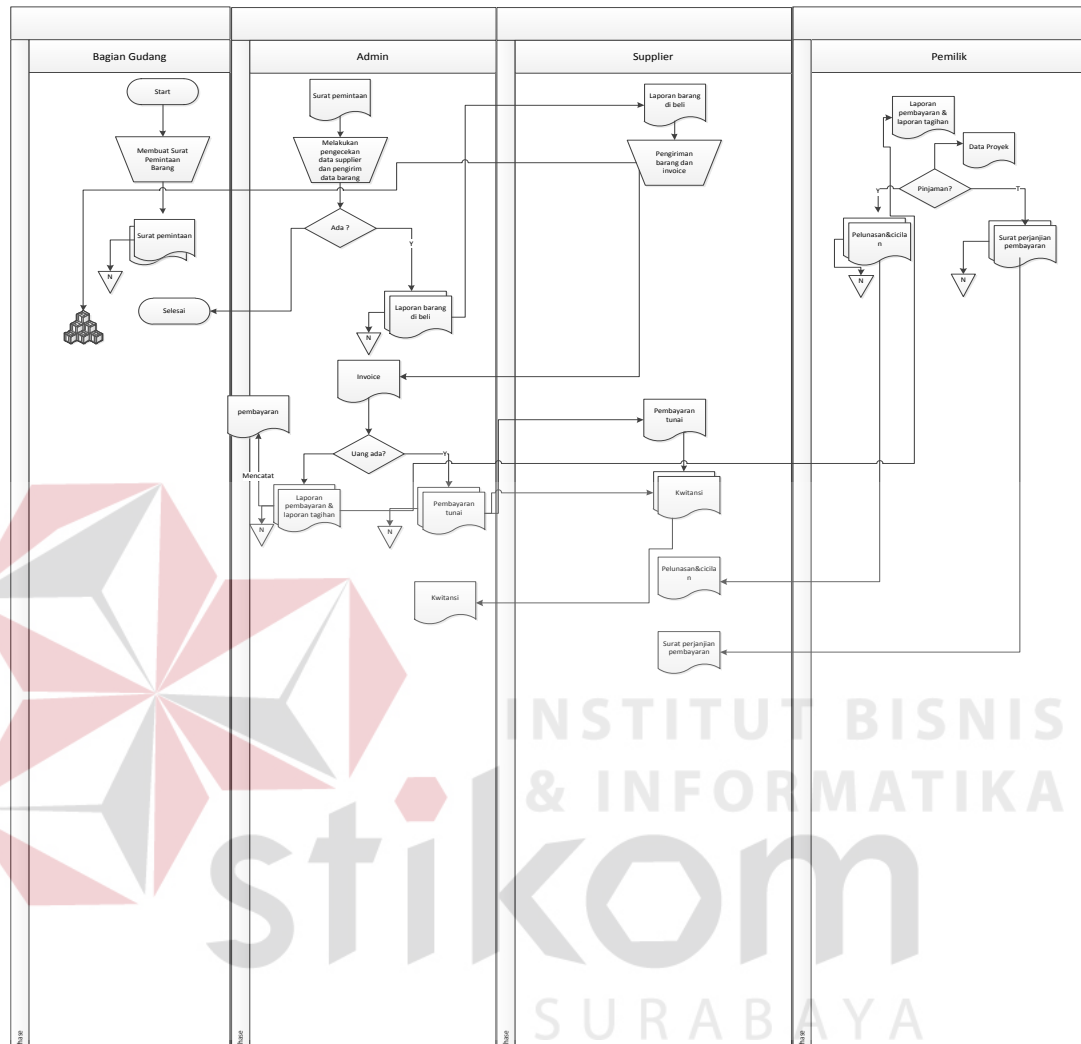 Bagian Gudang
Admin
Supplier
Pemilik
Start
Membuat Surat
Pemintaan
Barang
Surat pemintaan
N
Selesai
Surat pemintaan
Melakukan
pengecekan
data supplier
dan pengirim
data barang
Ada ?
Y
Laporan barang
di beli
N
Invoice
pembayaran
Uang ada?
Y
Mencatat
Laporan
pembayaran &
laporan tagihan
N
Pembayaran
tunai
N
Kwitansi
Laporan barang
di beli
Pengiriman
barang dan
invoice
Pembayaran
tunai
Kwitansi
Pelunasan&cicila
n
Surat perjanjian
pembayaran
Laporan
pembayaran &
laporan tagihan
Data Proyek
Pinjaman?
Y
T
Pelunasan&cicila
n
N
Surat perjanjian
pembayaran
N
INSTITUT BISNIS
& INFORMATIKA
stikom
SURABAYA